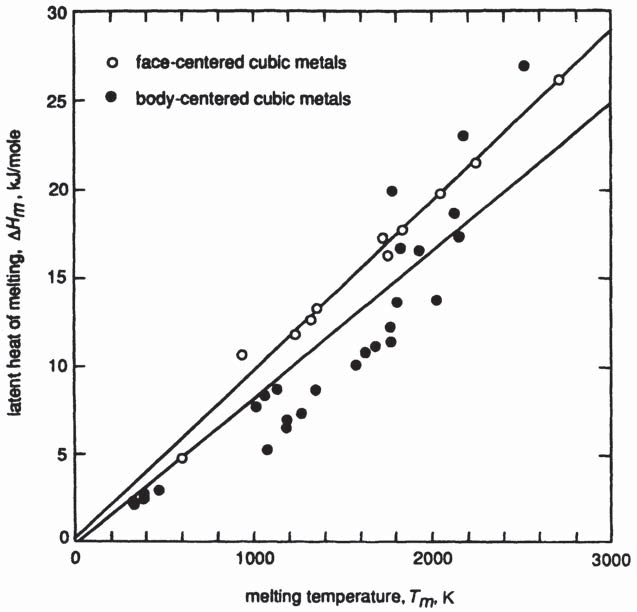 30
25
20
15
10
5
0
face-centered cubic metals
body-centered cubic metals
latent heat of melting, ΔHm, kJ/mole
0 1000 2000 3000
melting temperature, Tm, K